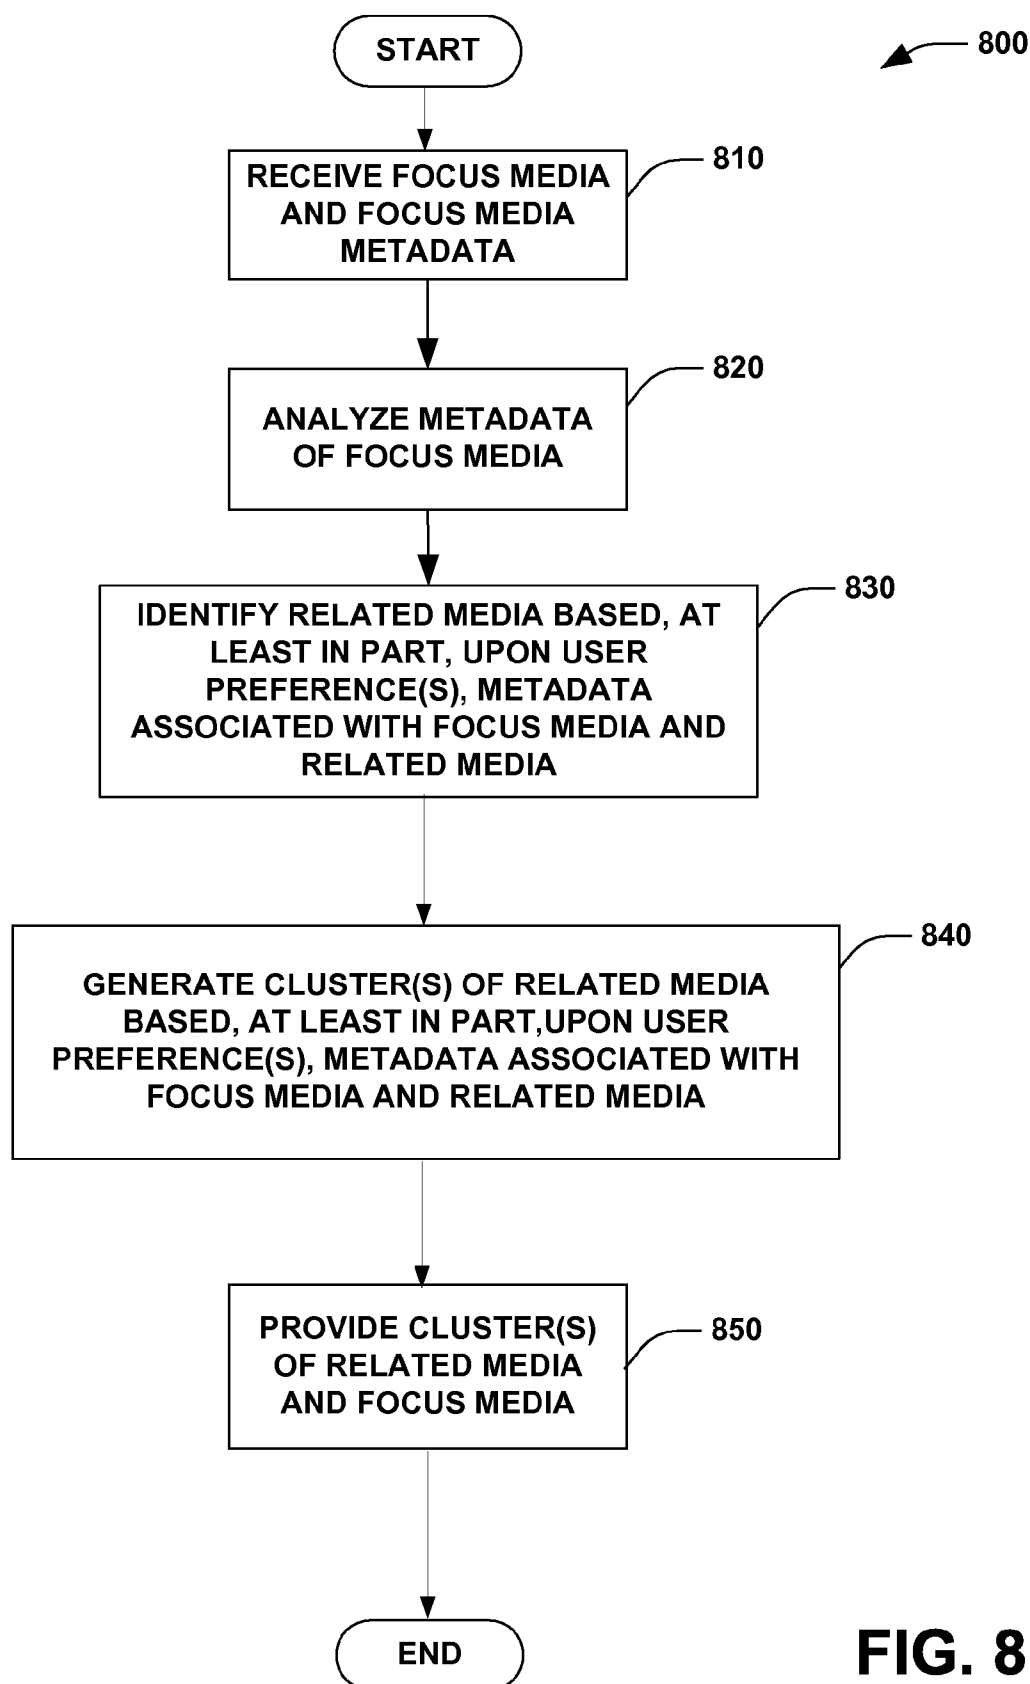 START
800
810
RECEIVE FOCUS MEDIA
AND FOCUS MEDIA
METADATA
820
ANALYZE METADATA
OF FOCUS MEDIA
830
IDENTIFY RELATED MEDIA BASED, AT
LEAST IN PART, UPON USER
PREFERENCE(S), METADATA
ASSOCIATED WITH FOCUS MEDIA AND
RELATED MEDIA
840
GENERATE CLUSTER(S) OF RELATED MEDIA
BASED, AT LEAST IN PART,UPON USER
PREFERENCE(S), METADATA ASSOCIATED WITH
FOCUS MEDIA AND RELATED MEDIA
850
PROVIDE CLUSTER(S)
OF RELATED MEDIA
AND FOCUS MEDIA
END
FIG. 8